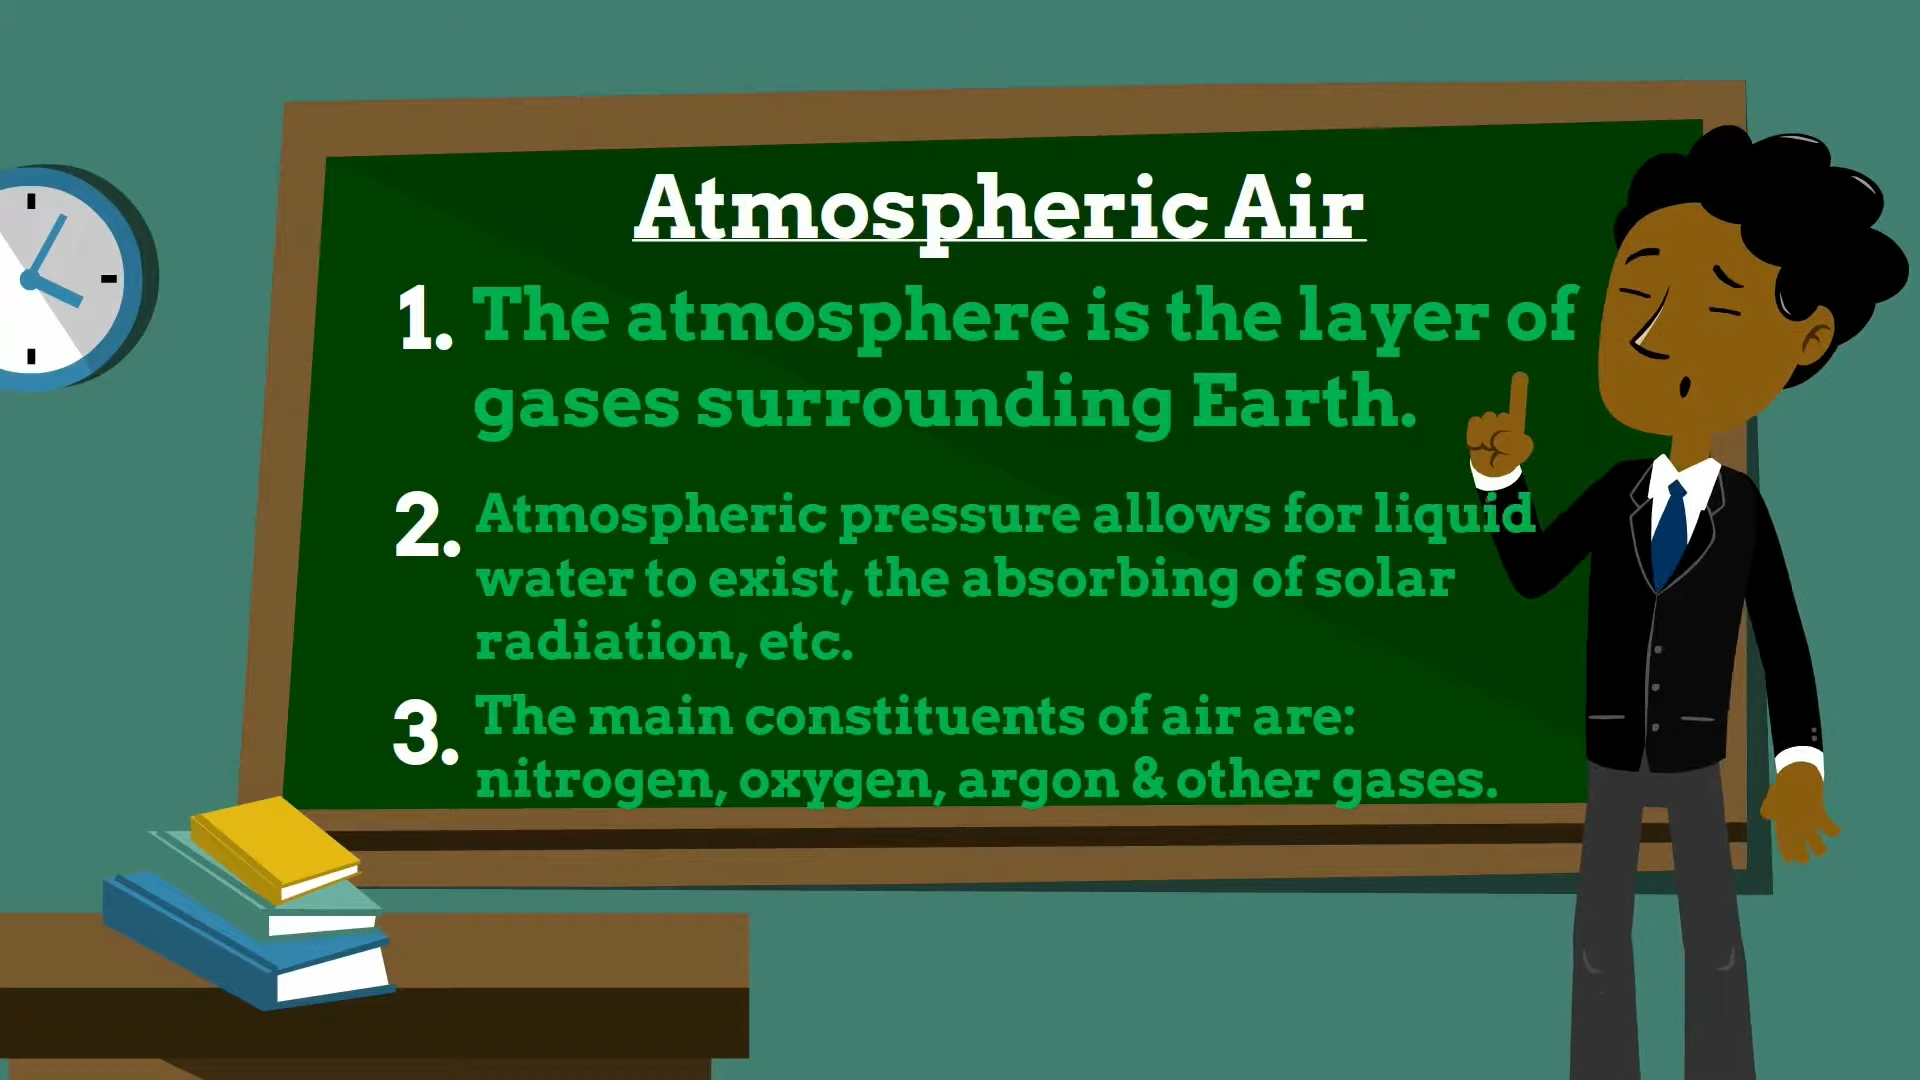 Atmospheric Air
1. The atmosphere is the layer of
gases surrounding Earth.
2. Atmospheric pressure allows for liquid
water to exist, the absorbing of solar
radiation, etc.
3. The main constituents of air are:
nitrogen, oxygen, argon & other gases.